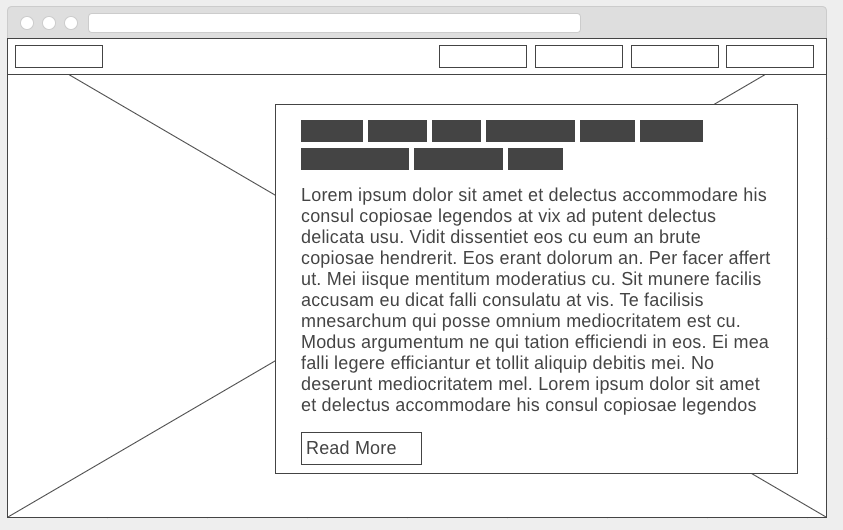 Lorem ipsum dolor sit amet et delectus accommodare his
consul copiosae legendos at vix ad putent delectus
delicata usu. Vidit dissentiet eos cu eum an brute
copiosae hendrerit. Eos erant dolorum an. Per facer affert
ut. Mei iisque mentitum moderatius cu. Sit munere facilis
accusam eu dicat falli consulatu at vis. Te facilisis
mnesarchum qui posse omnium mediocritatem est cu.
Modus argumentum ne qui tation efficiendi in eos. Ei mea
falli legere efficiantur et tollit aliquip debitis mei. No
deserunt mediocritatem mel. Lorem ipsum dolor sit amet
et delectus accommodare his consul copiosae legendos
Read More